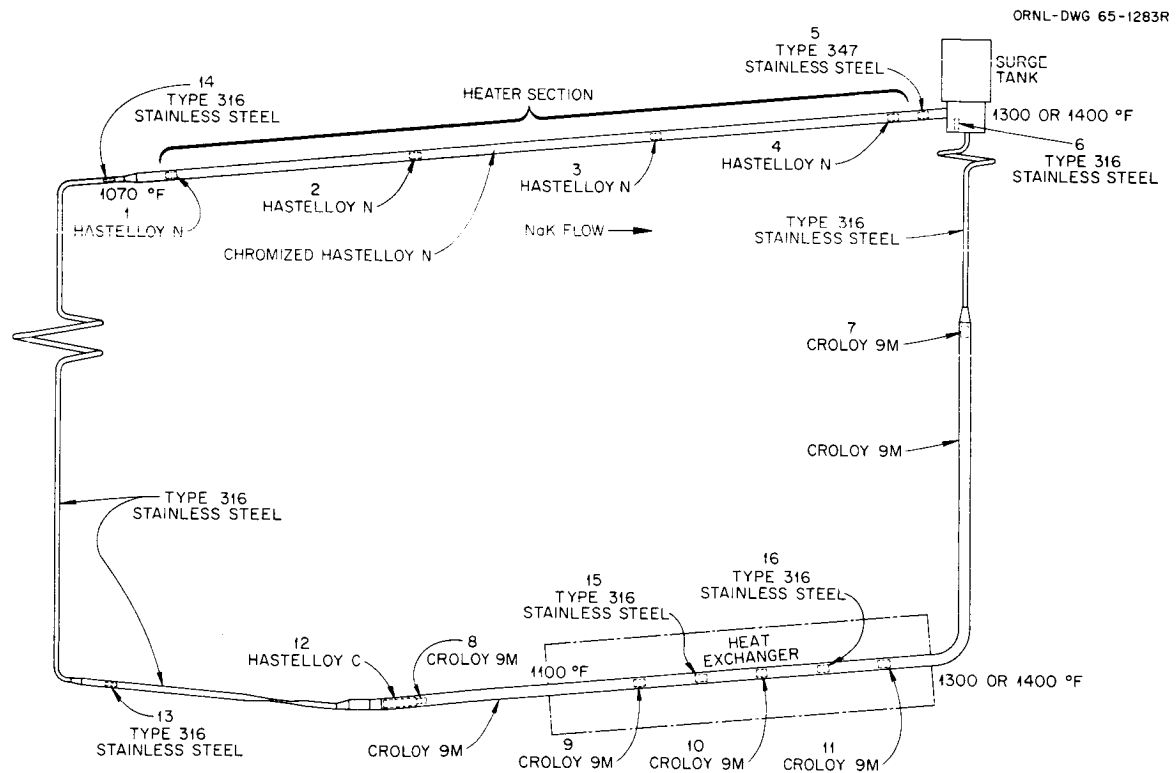 ORNL-DWG 65-1283R
14
TYPE 316
STAINLESS STEEL
HEATER SECTION
5
TYPE 347
STAINLESS STEEL
SURGE
TANK
1300 OR 1400 °F
6
TYPE 316
STAINLESS STEEL
4
HASTELLOY N
3
HASTELLOY N
2
HASTELLOY N
1070 °F
1
HASTELLOY N
CHROMIZED HASTELLOY N
NaK FLOW
TYPE 316
STAINLESS STEEL
7
CROLOY 9M
CROLOY 9M
TYPE 316
STAINLESS STEEL
16
TYPE 316
STAINLESS STEEL
15
TYPE 316
STAINLESS STEEL
12
HASTELLOY C
8
CROLOY 9M
1100 °F
HEAT
EXCHANGER
1300 OR 1400 °F
13
TYPE 316
STAINLESS STEEL
CROLOY 9M
9
CROLOY 9M
10
CROLOY 9M
11
CROLOY 9M